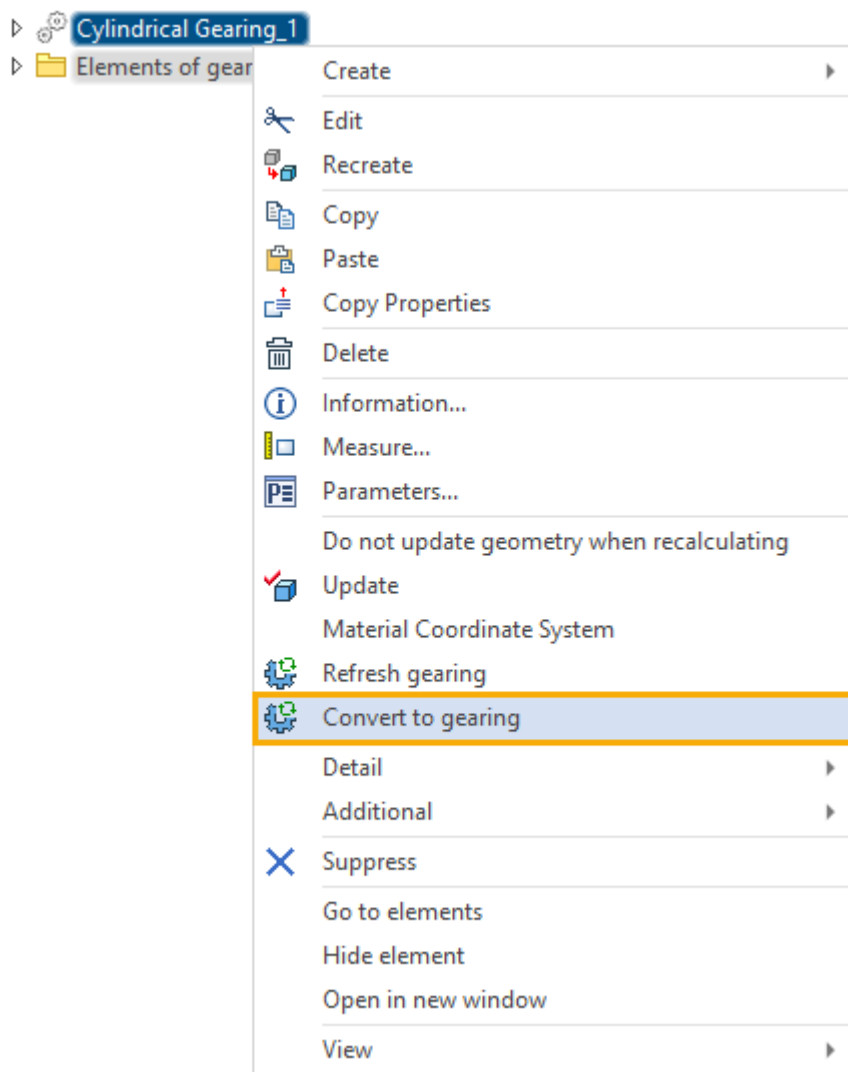 Cylindrical Gearing_1
Elements of gear
Create
Edit
Recreate
Copy
Paste
Copy Properties
Delete
Information...
Measure...
Parameters...
Do not update geometry when recalculating
Update
Material Coordinate System
Refresh gearing
Convert to gearing
Detail
Additional
Suppress
Go to elements
Hide element
Open in new window
View